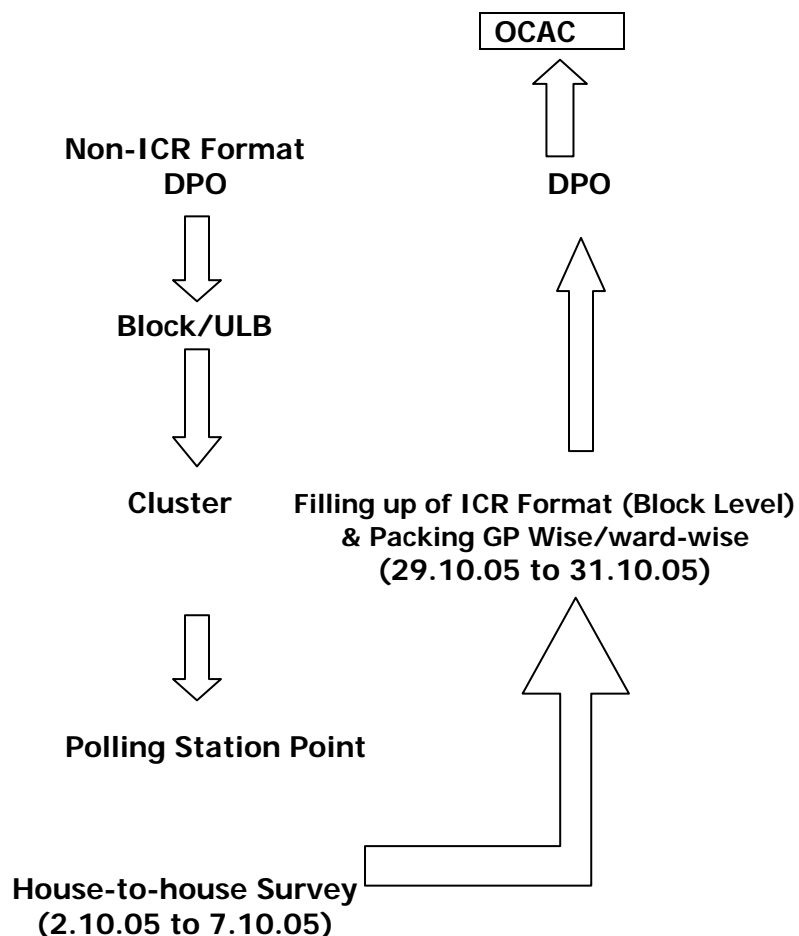 OCAC
Non-ICR Format
DPO
DPO
Block/ULB
Cluster
Filling up of ICR Format (Block Level)
& Packing GP Wise/ward-wise
(29.10.05 to 31.10.05)
Polling Station Point
House-to-house Survey
(2.10.05 to 7.10.05)